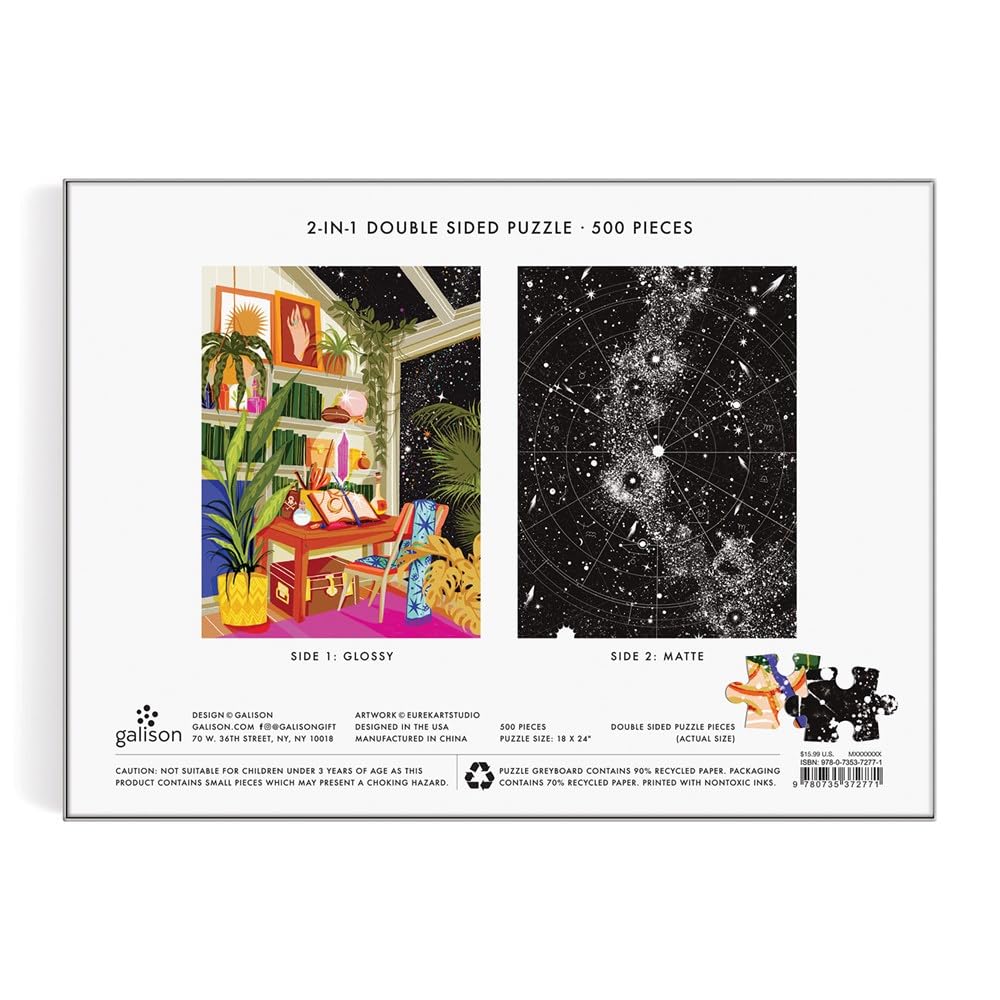 2-IN-1 DOUBLE SIDED PUZZLE · 500 PIECES
SIDE 1: GLOSSY
SIDE 2: MATTE
galison
DESIGN © GALISON
GALISON.COM @GALISONGIFT
70 W. 36TH STREET, NY, NY 10018
ARTWORK © EUREKARTSTUDIO
DESIGNED IN THE USA
MANUFACTURED IN CHINA
500 PIECES
PUZZLE SIZE: 18 X 24"
DOUBLE SIDED PUZZLE PIECES
(ACTUAL SIZE)
CAUTION: NOT SUITABLE FOR CHILDREN UNDER 3 YEARS OF AGE AS THIS
PRODUCT CONTAINS SMALL PIECES WHICH MAY PRESENT A CHOKING HAZARD.
PUZZLE GREYBOARD CONTAINS 90% RECYCLED PAPER. PACKAGING
CONTAINS 70% RECYCLED PAPER. PRINTED WITH NONTOXIC INKS.
$15.99 U.S. MXXXXXXX
ISBN: 978-0-7353-7277-1
9 780735 372771